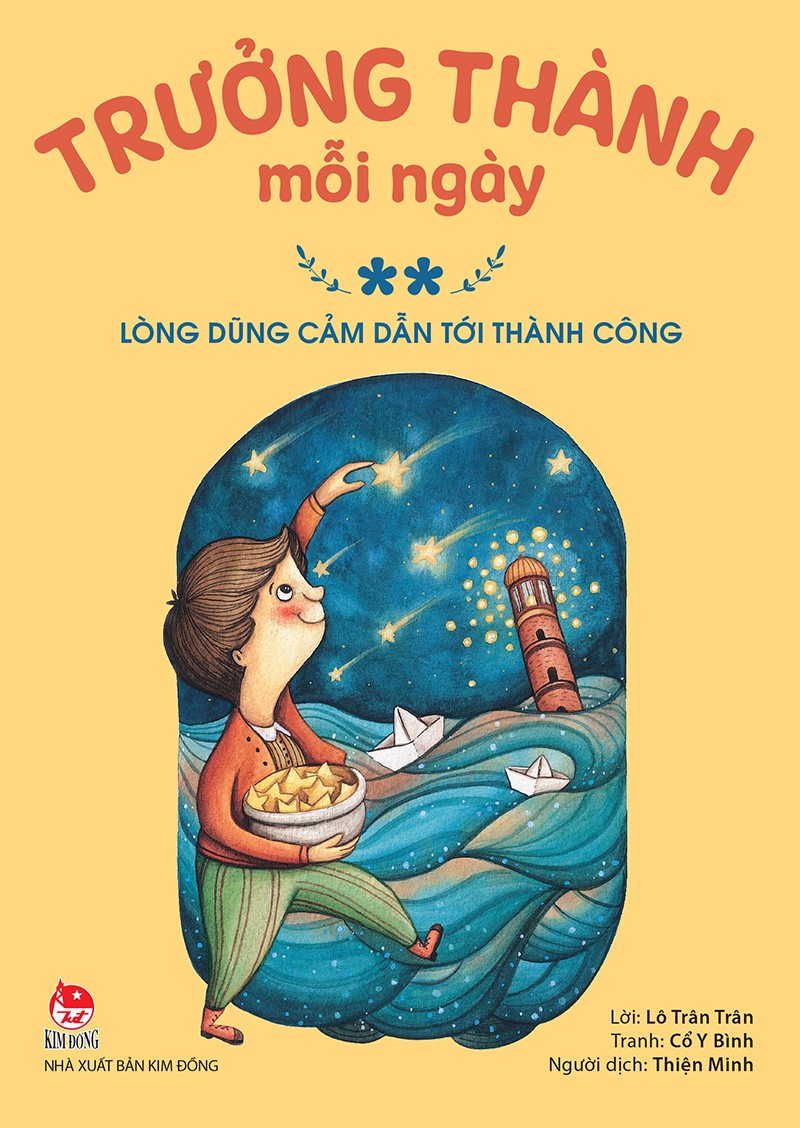 TRƯỞNG THÀNH
mỗi ngày
**
LÒNG DŨNG CẢM DẪN TỚI THÀNH CÔNG
Kđ
KIM ĐỒNG
NHÀ XUẤT BẢN KIM ĐỒNG
Lời: Lô Trân Trân
Tranh: Cổ Y Bình
Người dịch: Thiện Minh